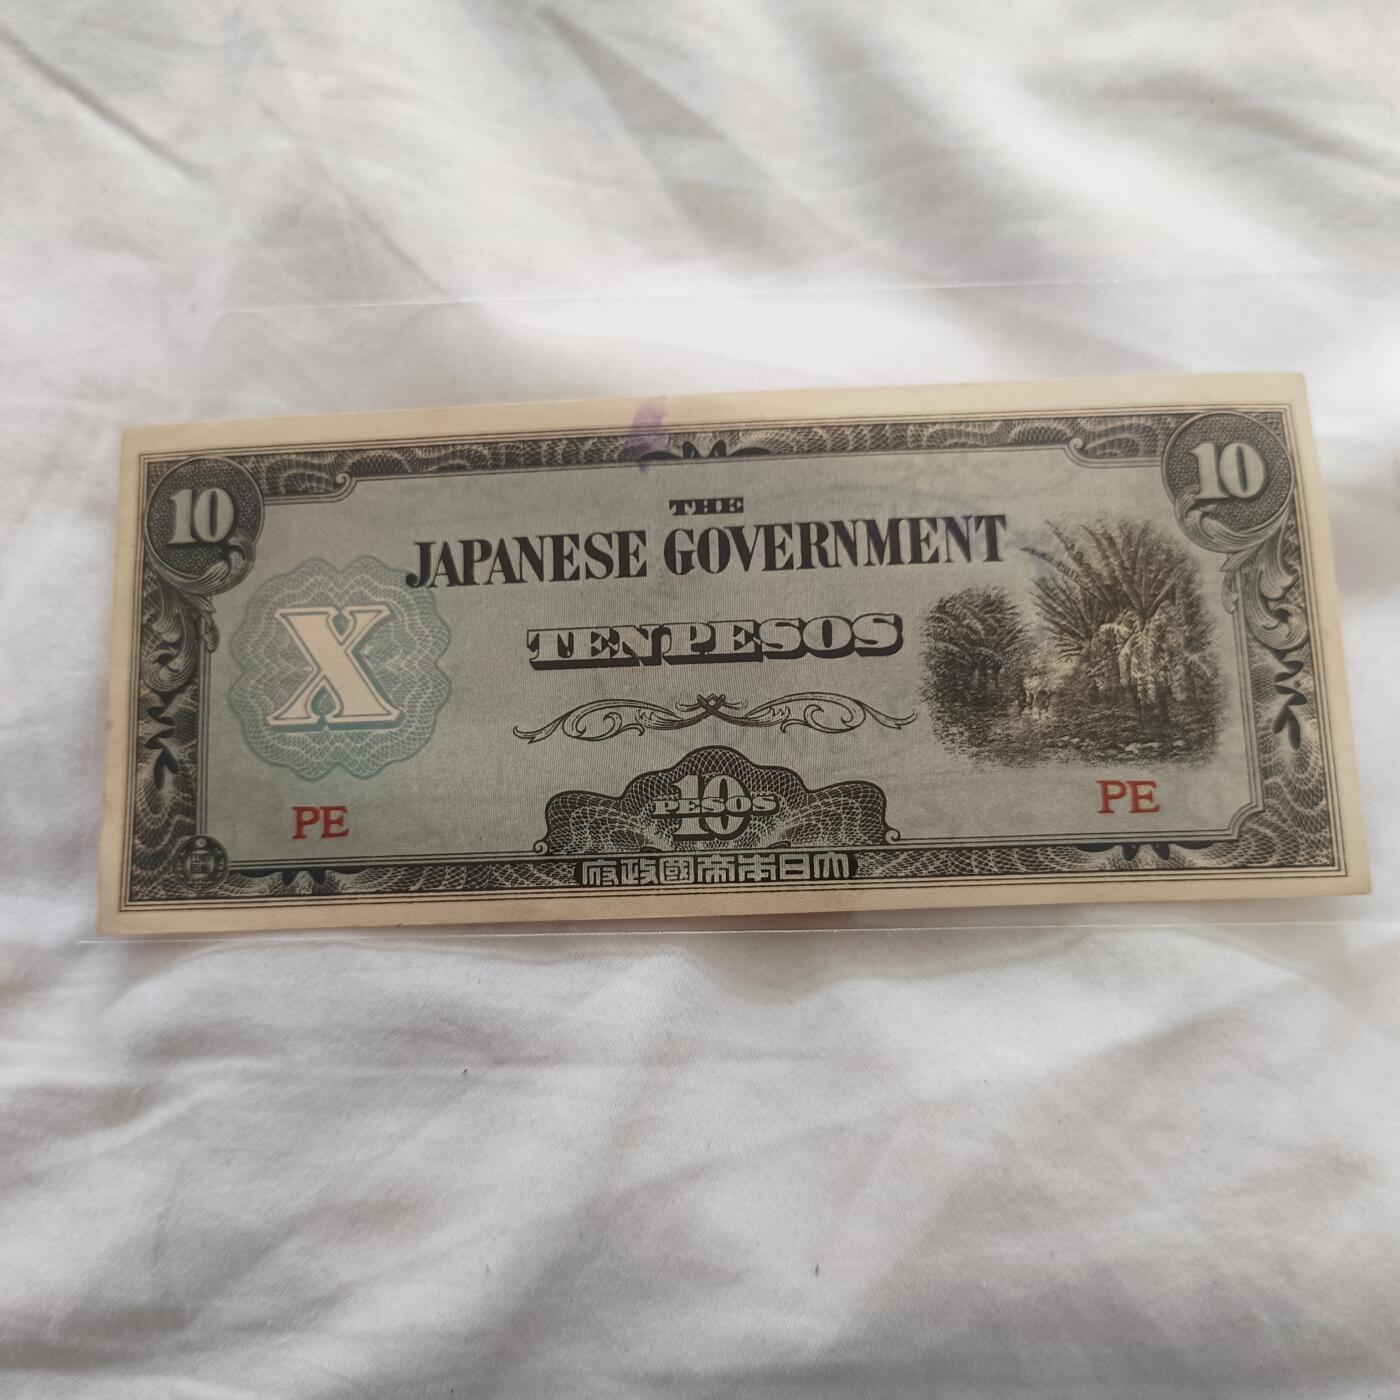 10
10
THE
JAPANESE GOVERNMENT
TEN PESOS
X
PE
PE
10
PESOS
府政國帝本日大